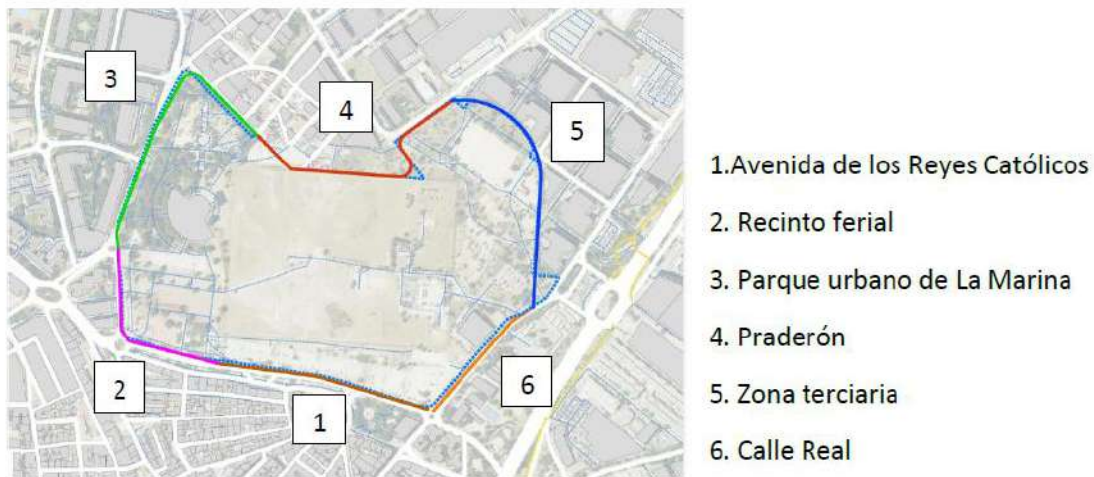 3
4
5
2
1
6
1.Avenida de los Reyes Católicos
2. Recinto ferial
3. Parque urbano de La Marina
4. Praderón
5. Zona terciaria
6. Calle Real